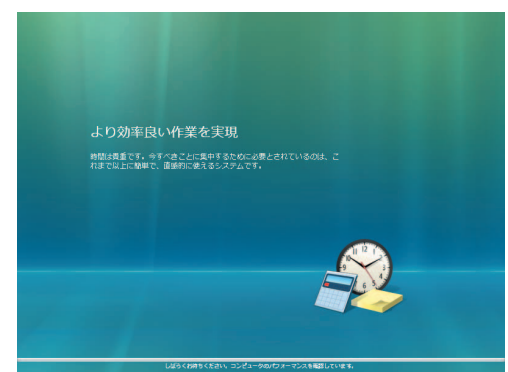 より効率良い作業を実現
時間は貴重です。今すべきことに集中するために必要とされているのは、こ
れまで以上に簡単で、直感的に使えるシステムです。
12
しばらくお待ちください。コンピュータのパフォーマンスを確認しています。